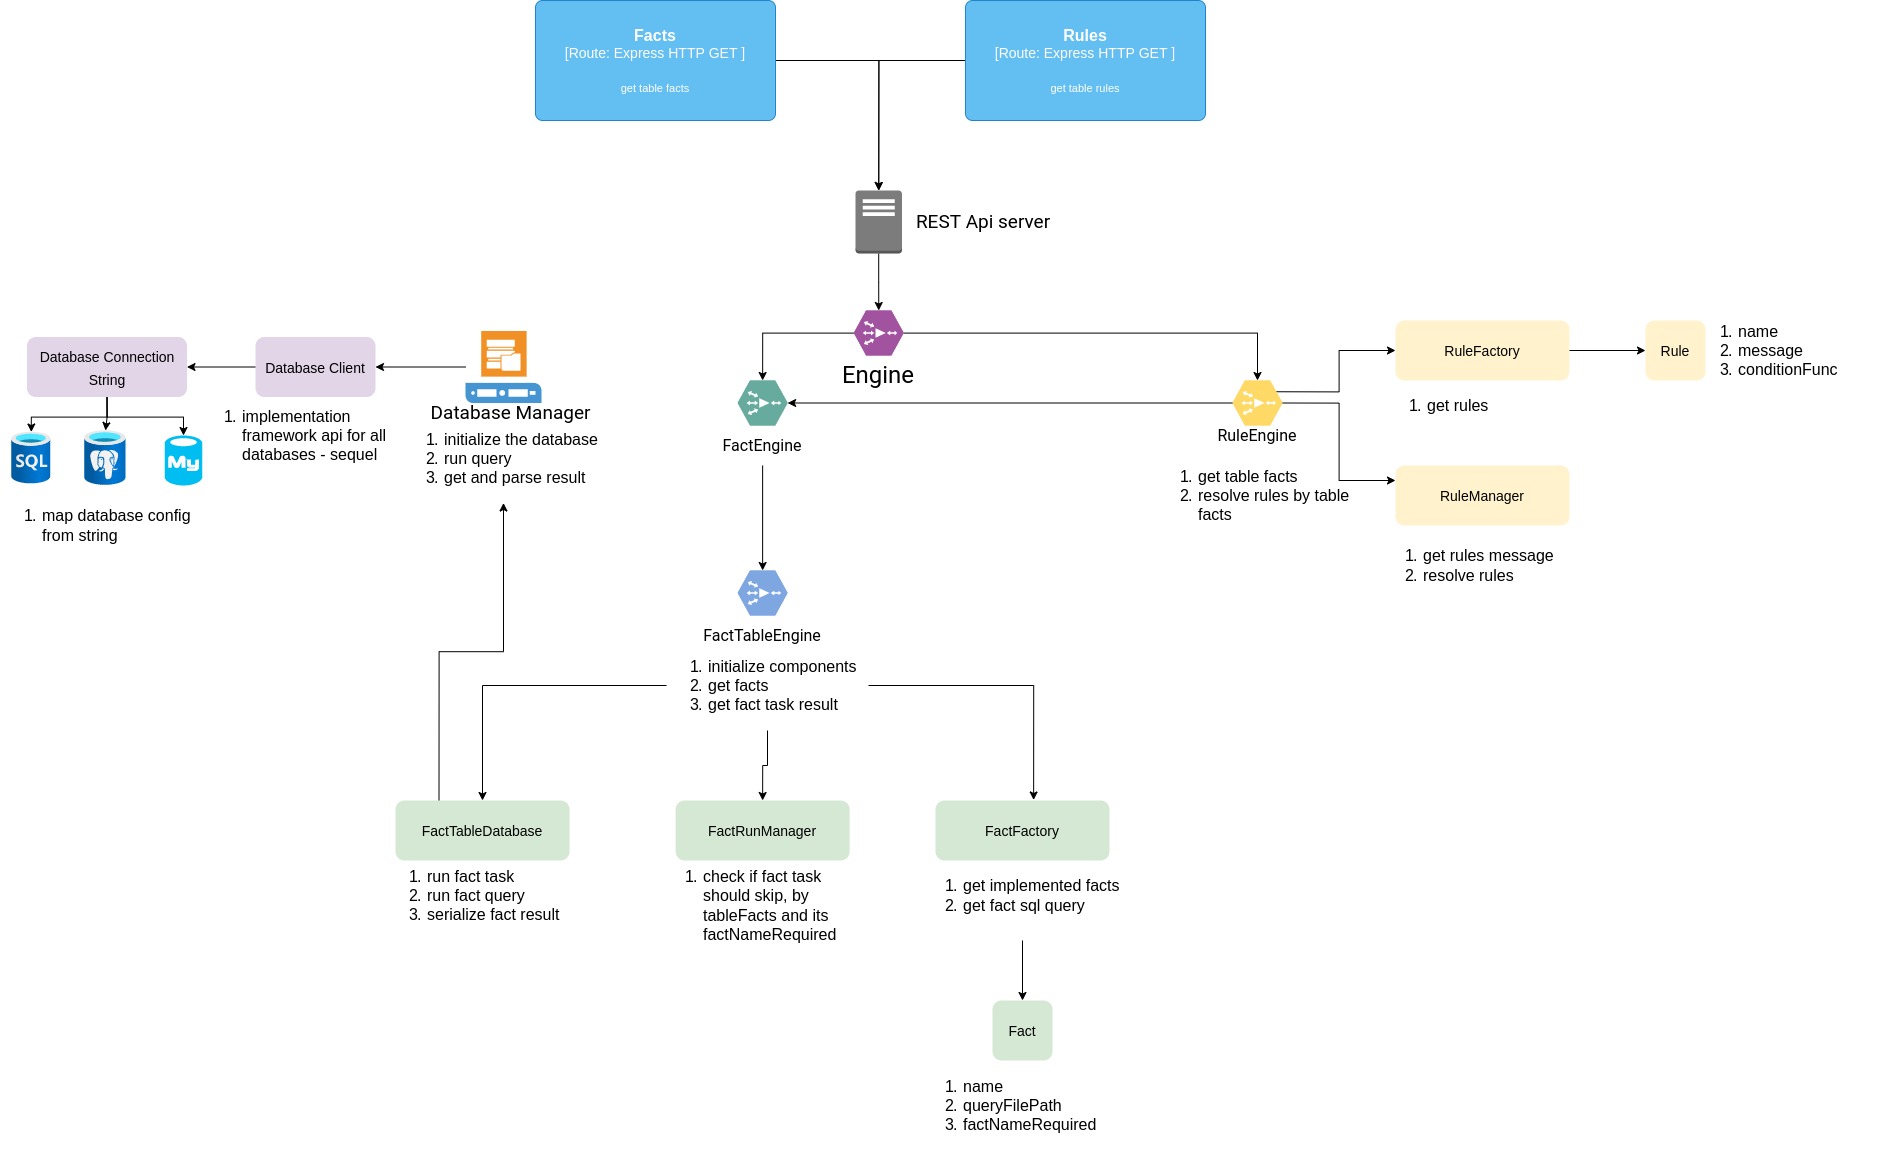 Facts
[Route: Express HTTP GET ]
get table facts
Rules
[Route: Express HTTP GET ]
get table rules
REST Api server
Engine
Database Connection
String
SQL
My
1. map database config
from string
Database Client
1. implementation
framework api for all
databases - sequel
Database Manager
1. initialize the database
2. run query
3. get and parse result
FactEngine
RuleEngine
1. get table facts
2. resolve rules by table
facts
RuleFactory
1. get rules
Rule
1. name
2. message
3. conditionFunc
RuleManager
1. get rules message
2. resolve rules
FactTableEngine
1. initialize components
2. get facts
3. get fact task result
FactTableDatabase
1. run fact task
2. run fact query
3. serialize fact result
FactRunManager
1. check if fact task
should skip, by
tableFacts and its
factNameRequired
FactFactory
1. get implemented facts
2. get fact sql query
Fact
1. name
2. queryFilePath
3. factNameRequired